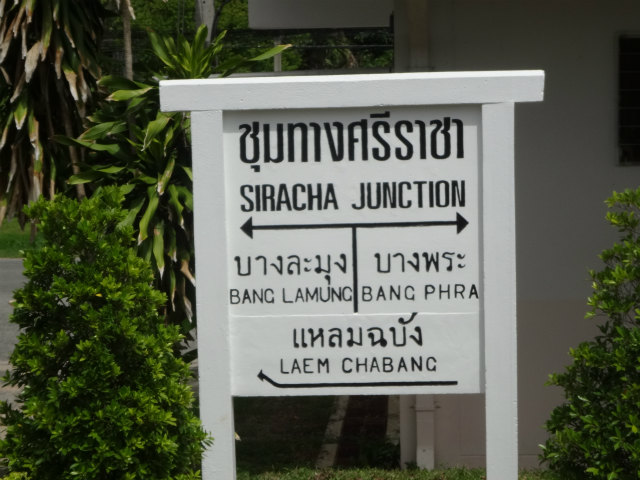 ชุมทางศรีราชา
SIRACHA JUNCTION
บางละมุง บางพระ
BANG LAMUNG BANG PHRA
แหลมฉบัง
LAEM CHABANG